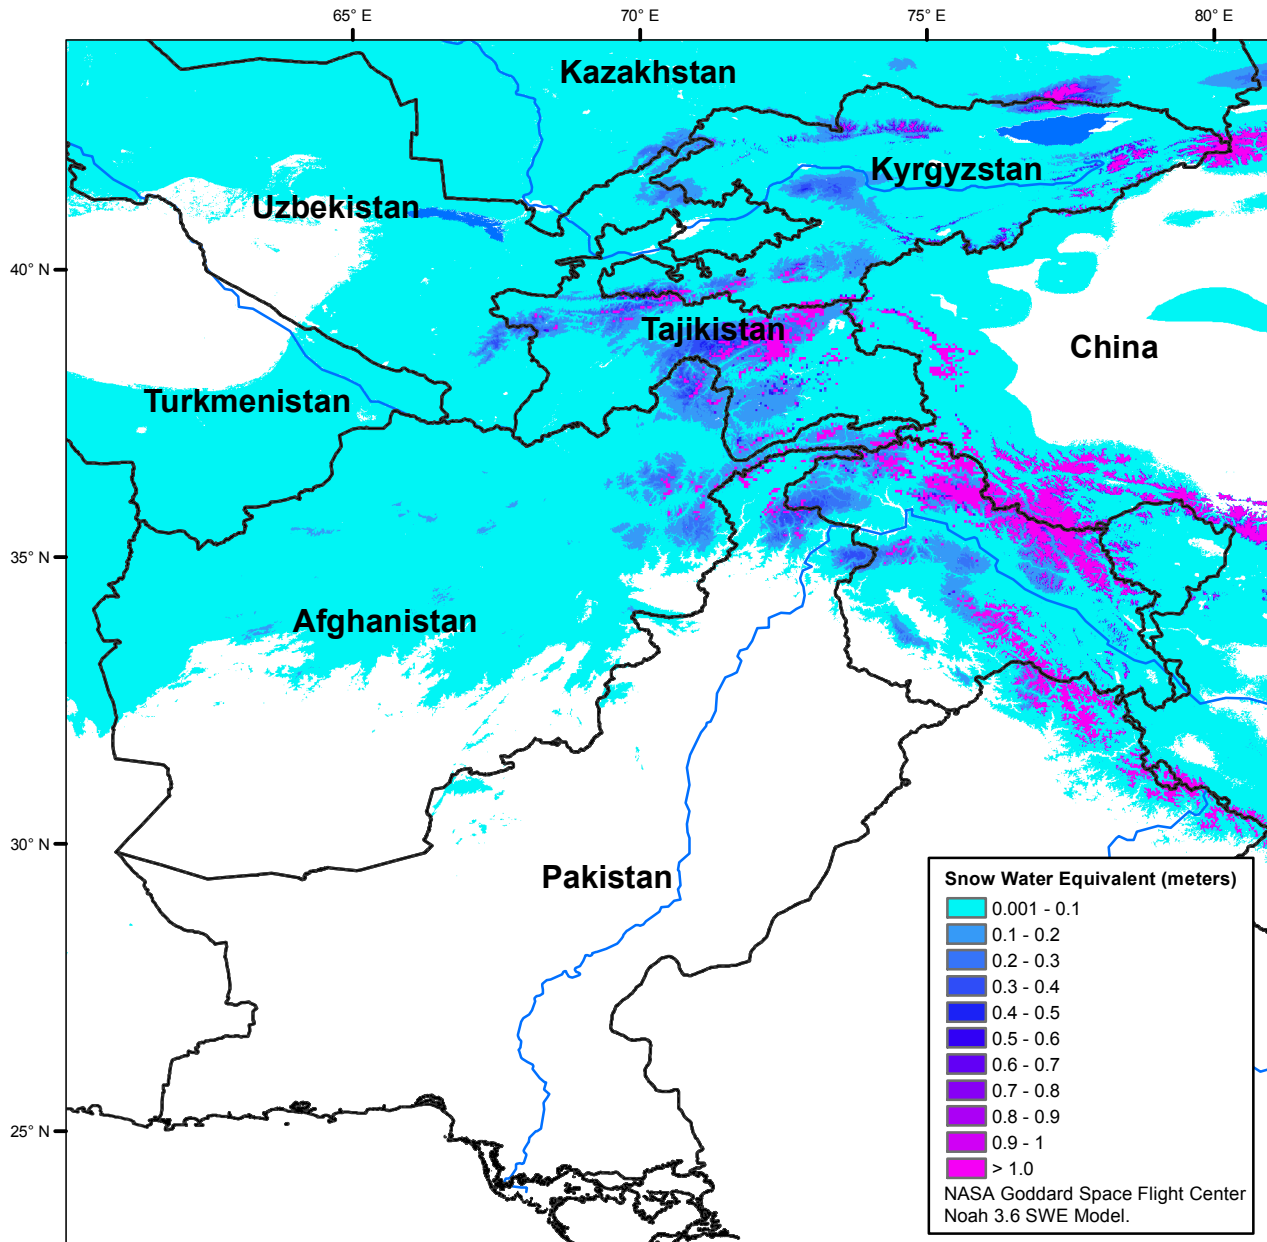 65° E
70° E
75° E
80° E
Kazakhstan
Kyrgyzstan
Uzbekistan
40° N
Tajikistan
China
Turkmenistan
35° N
Afghanistan
30° N
Pakistan
25° N
Snow Water Equivalent (meters)
0.001 - 0.1
0.1 - 0.2
0.2 - 0.3
0.3 - 0.4
0.4 - 0.5
0.5 - 0.6
0.6 - 0.7
0.7 - 0.8
0.8 - 0.9
0.9 - 1
> 1.0
NASA Goddard Space Flight Center
Noah 3.6 SWE Model.